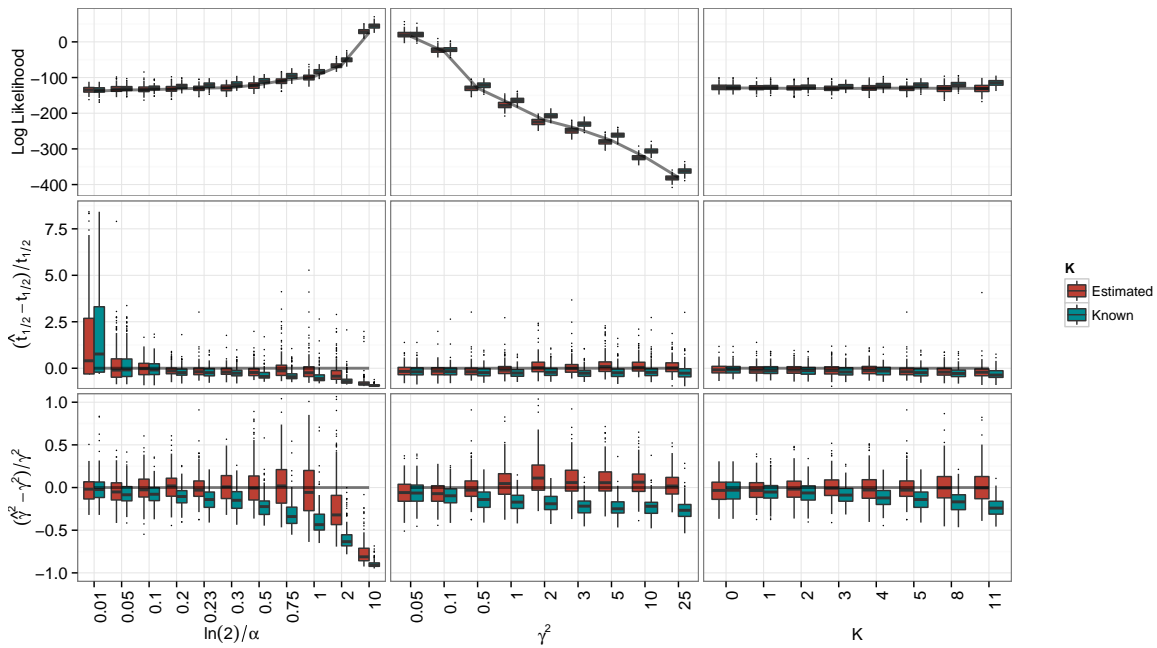 Log Likelihood
0
−100
−200
−300
−400
(t̂1/2 − t1/2)/t1/2
7.5
5.0
2.5
0.0
(γ̂² − γ²)/γ²
1.0
0.5
0.0
−0.5
−1.0
0.01 0.05 0.1 0.2 0.23 0.3 0.5 0.75 1 2 10
ln(2)/α
0.05 0.1 0.5 1 2 3 5 10 25
γ²
0 1 2 3 4 5 8 11
K
K
Estimated
Known